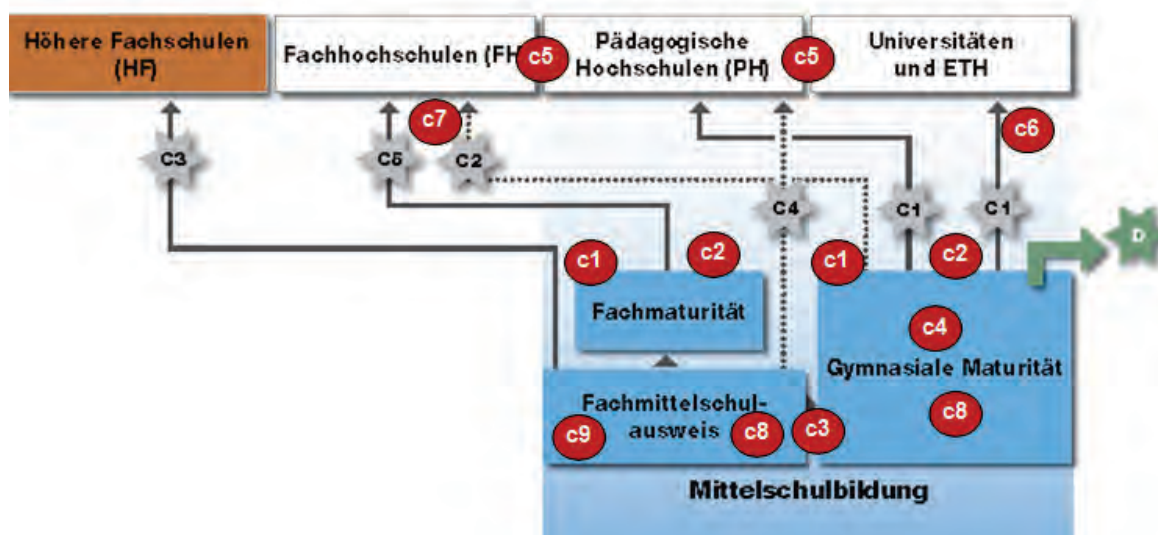 Höhere Fachschulen
(HF)
Fachhochschulen (FH
c5
Pädagogische
Hochschulen (PH)
c5
Universitäten
und ETH
c7
c6
C3
C5
C2
C4
C1
C1
D
c1
c2
c1
c2
Fachmaturität
c4
Gymnasiale Maturität
Fachmittelschul-
ausweis
c9
c8
c3
c8
Mittelschulbildung